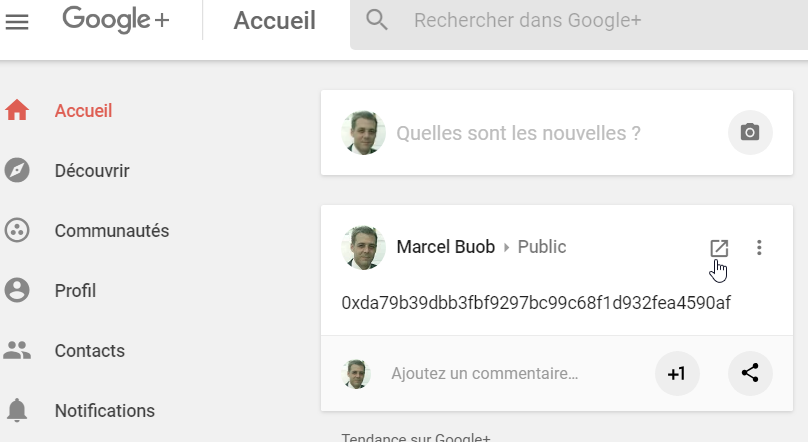 Google+
Accueil
Rechercher dans Google+
Accueil
Découvrir
Communautés
Profil
Contacts
Notifications
Quelles sont les nouvelles ?
Marcel Buob Public
0xda79b39dbb3fbf9297bc99c68f1d932fea4590af
Ajoutez un commentaire...
+1
Tendance sur Google+